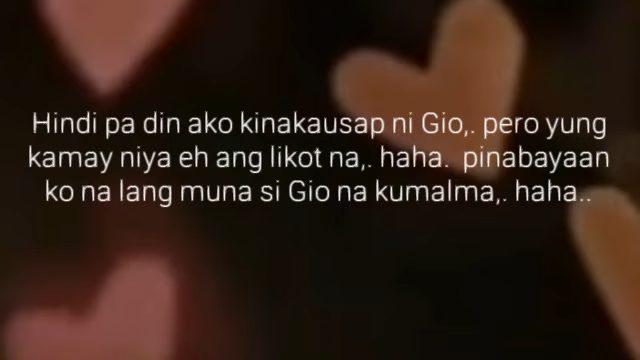 Hindi pa din ako kinakausap ni Gio,. pero yung
kamay niya eh ang likot na,. haha.  pinabayaan
ko na lang muna si Gio na kumalma,. haha..